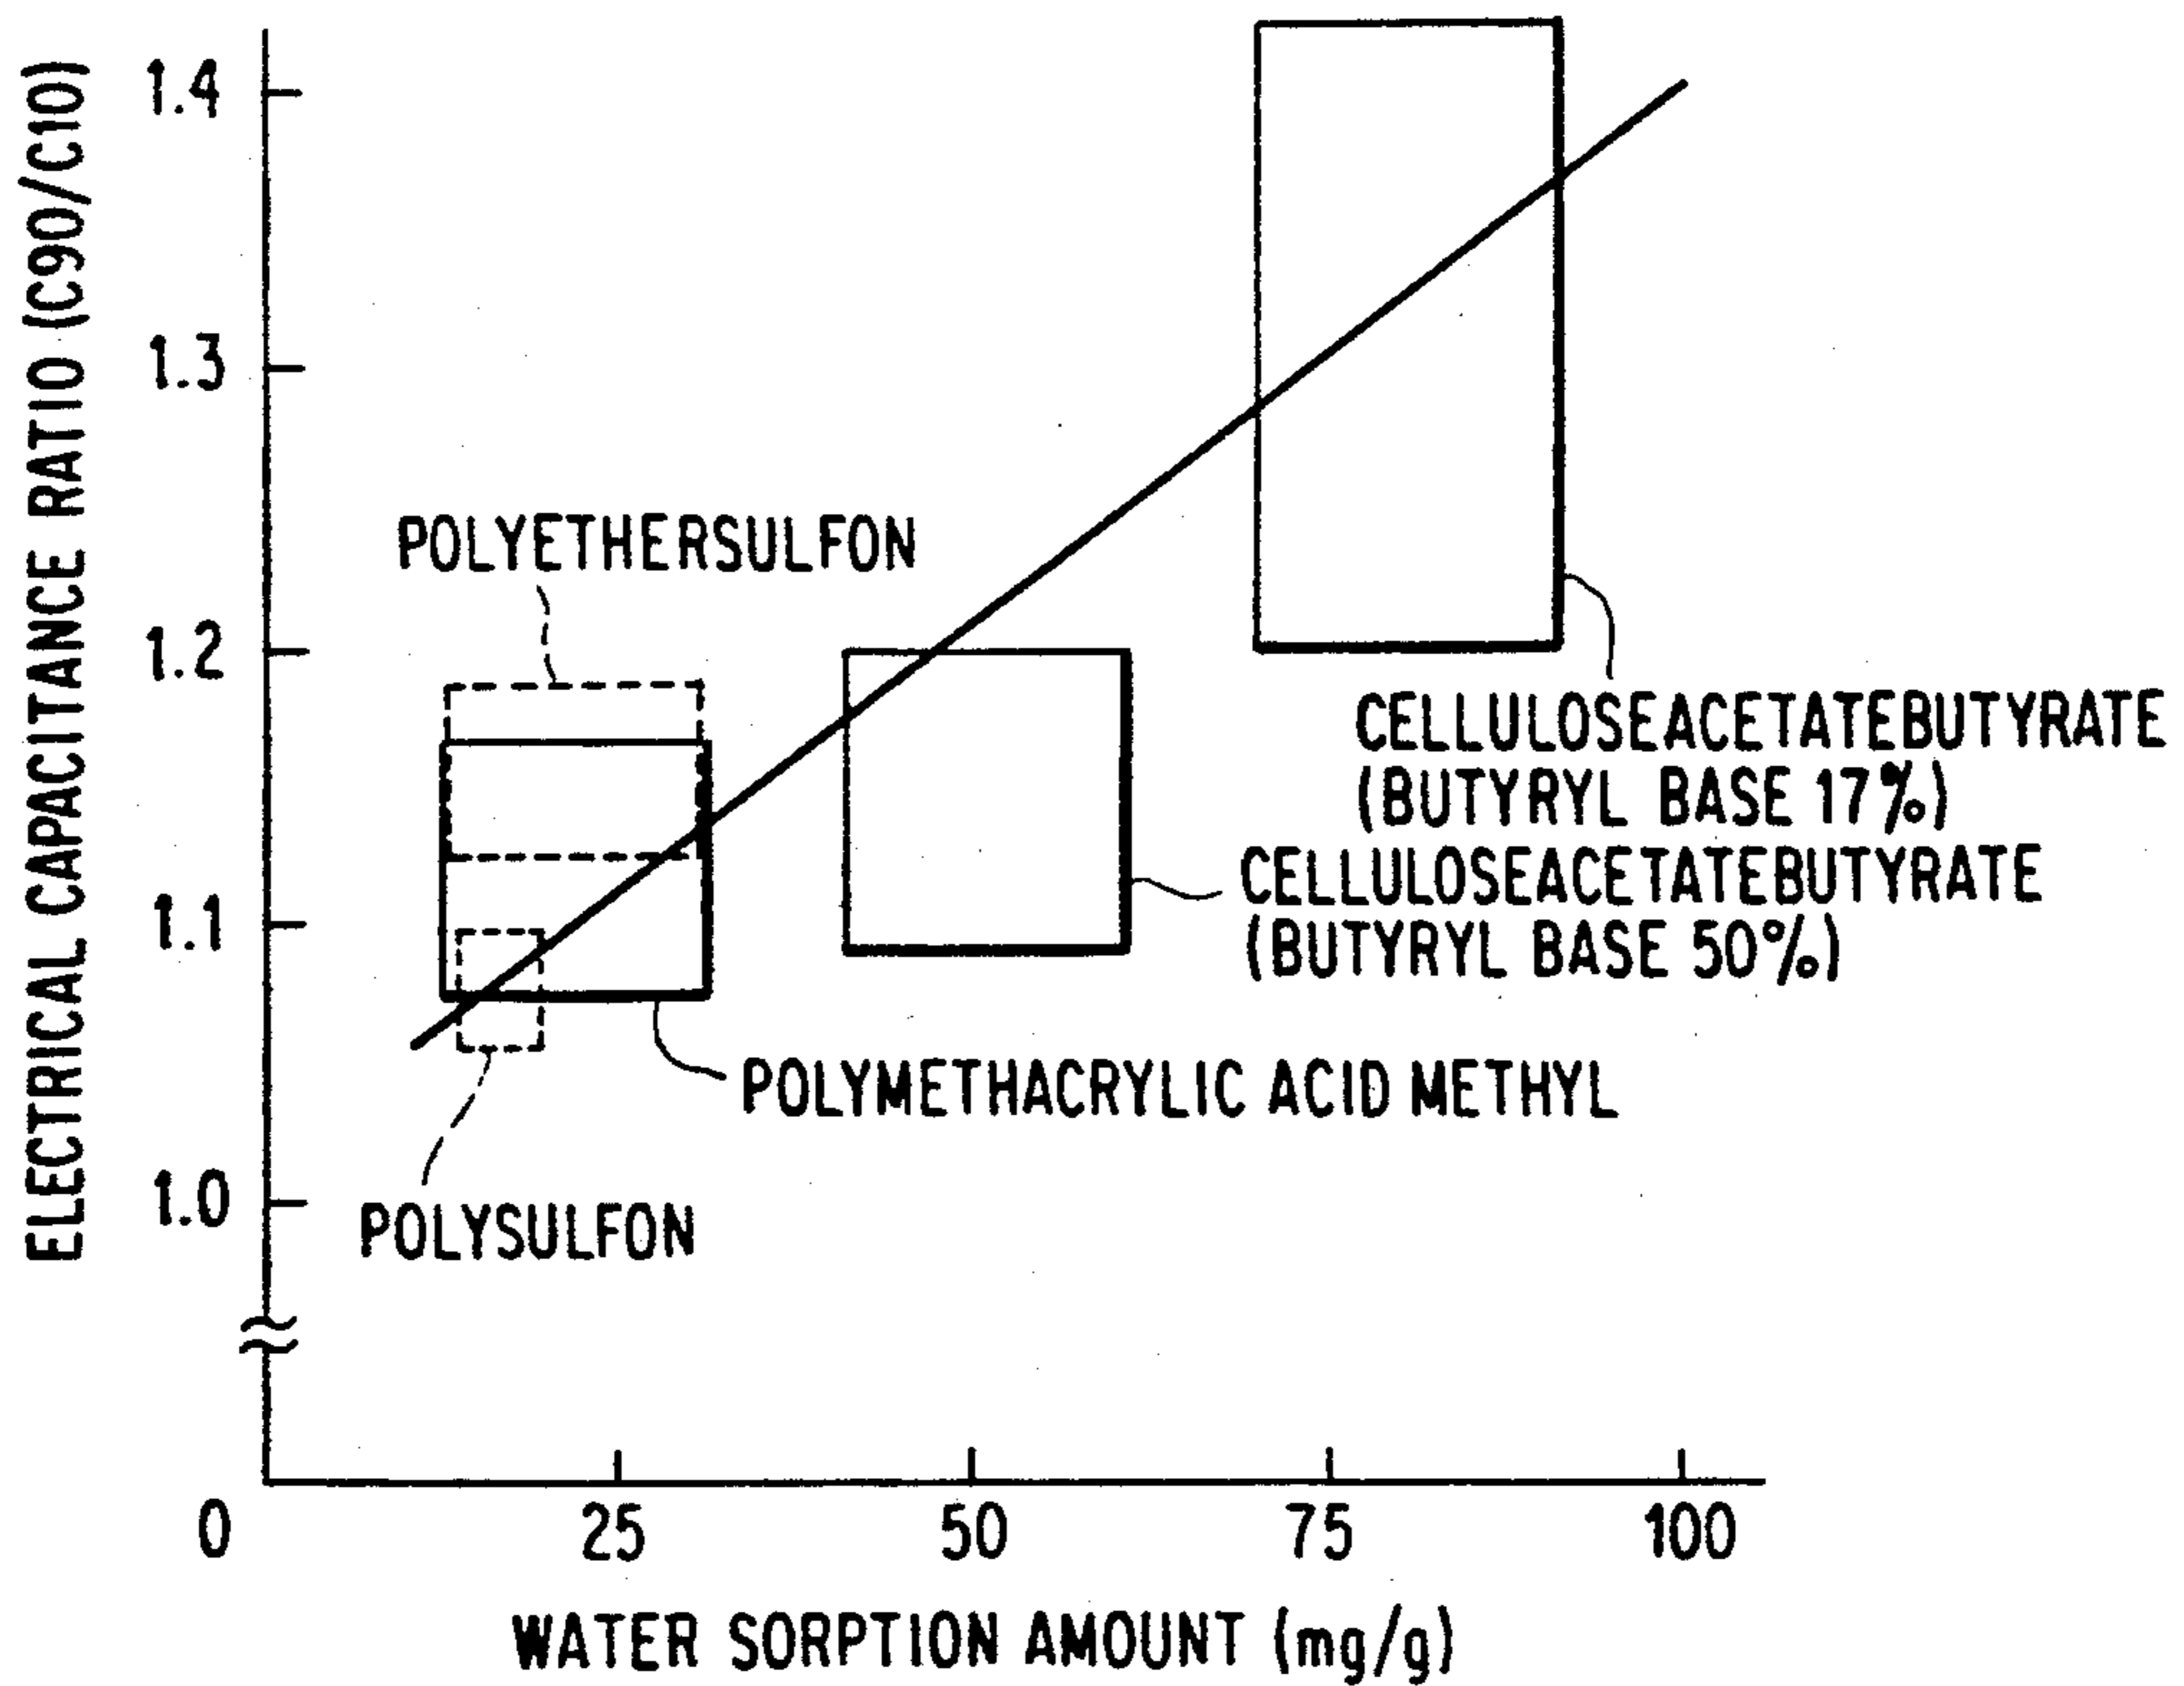 ELECTRICAL CAPACITANCE RATIO (C90/C10)
1.4
1.3
1.2
1.1
1.0
POLYETHERSULFON
CELLULOSEACETATEBUTYRATE
(BUTYRYL BASE 17%)
CELLULOSEACETATEBUTYRATE
(BUTYRYL BASE 50%)
POLYMETHACRYLIC ACID METHYL
POLYSULFON
0 25 50 75 100
WATER SORPTION AMOUNT (mg/g)